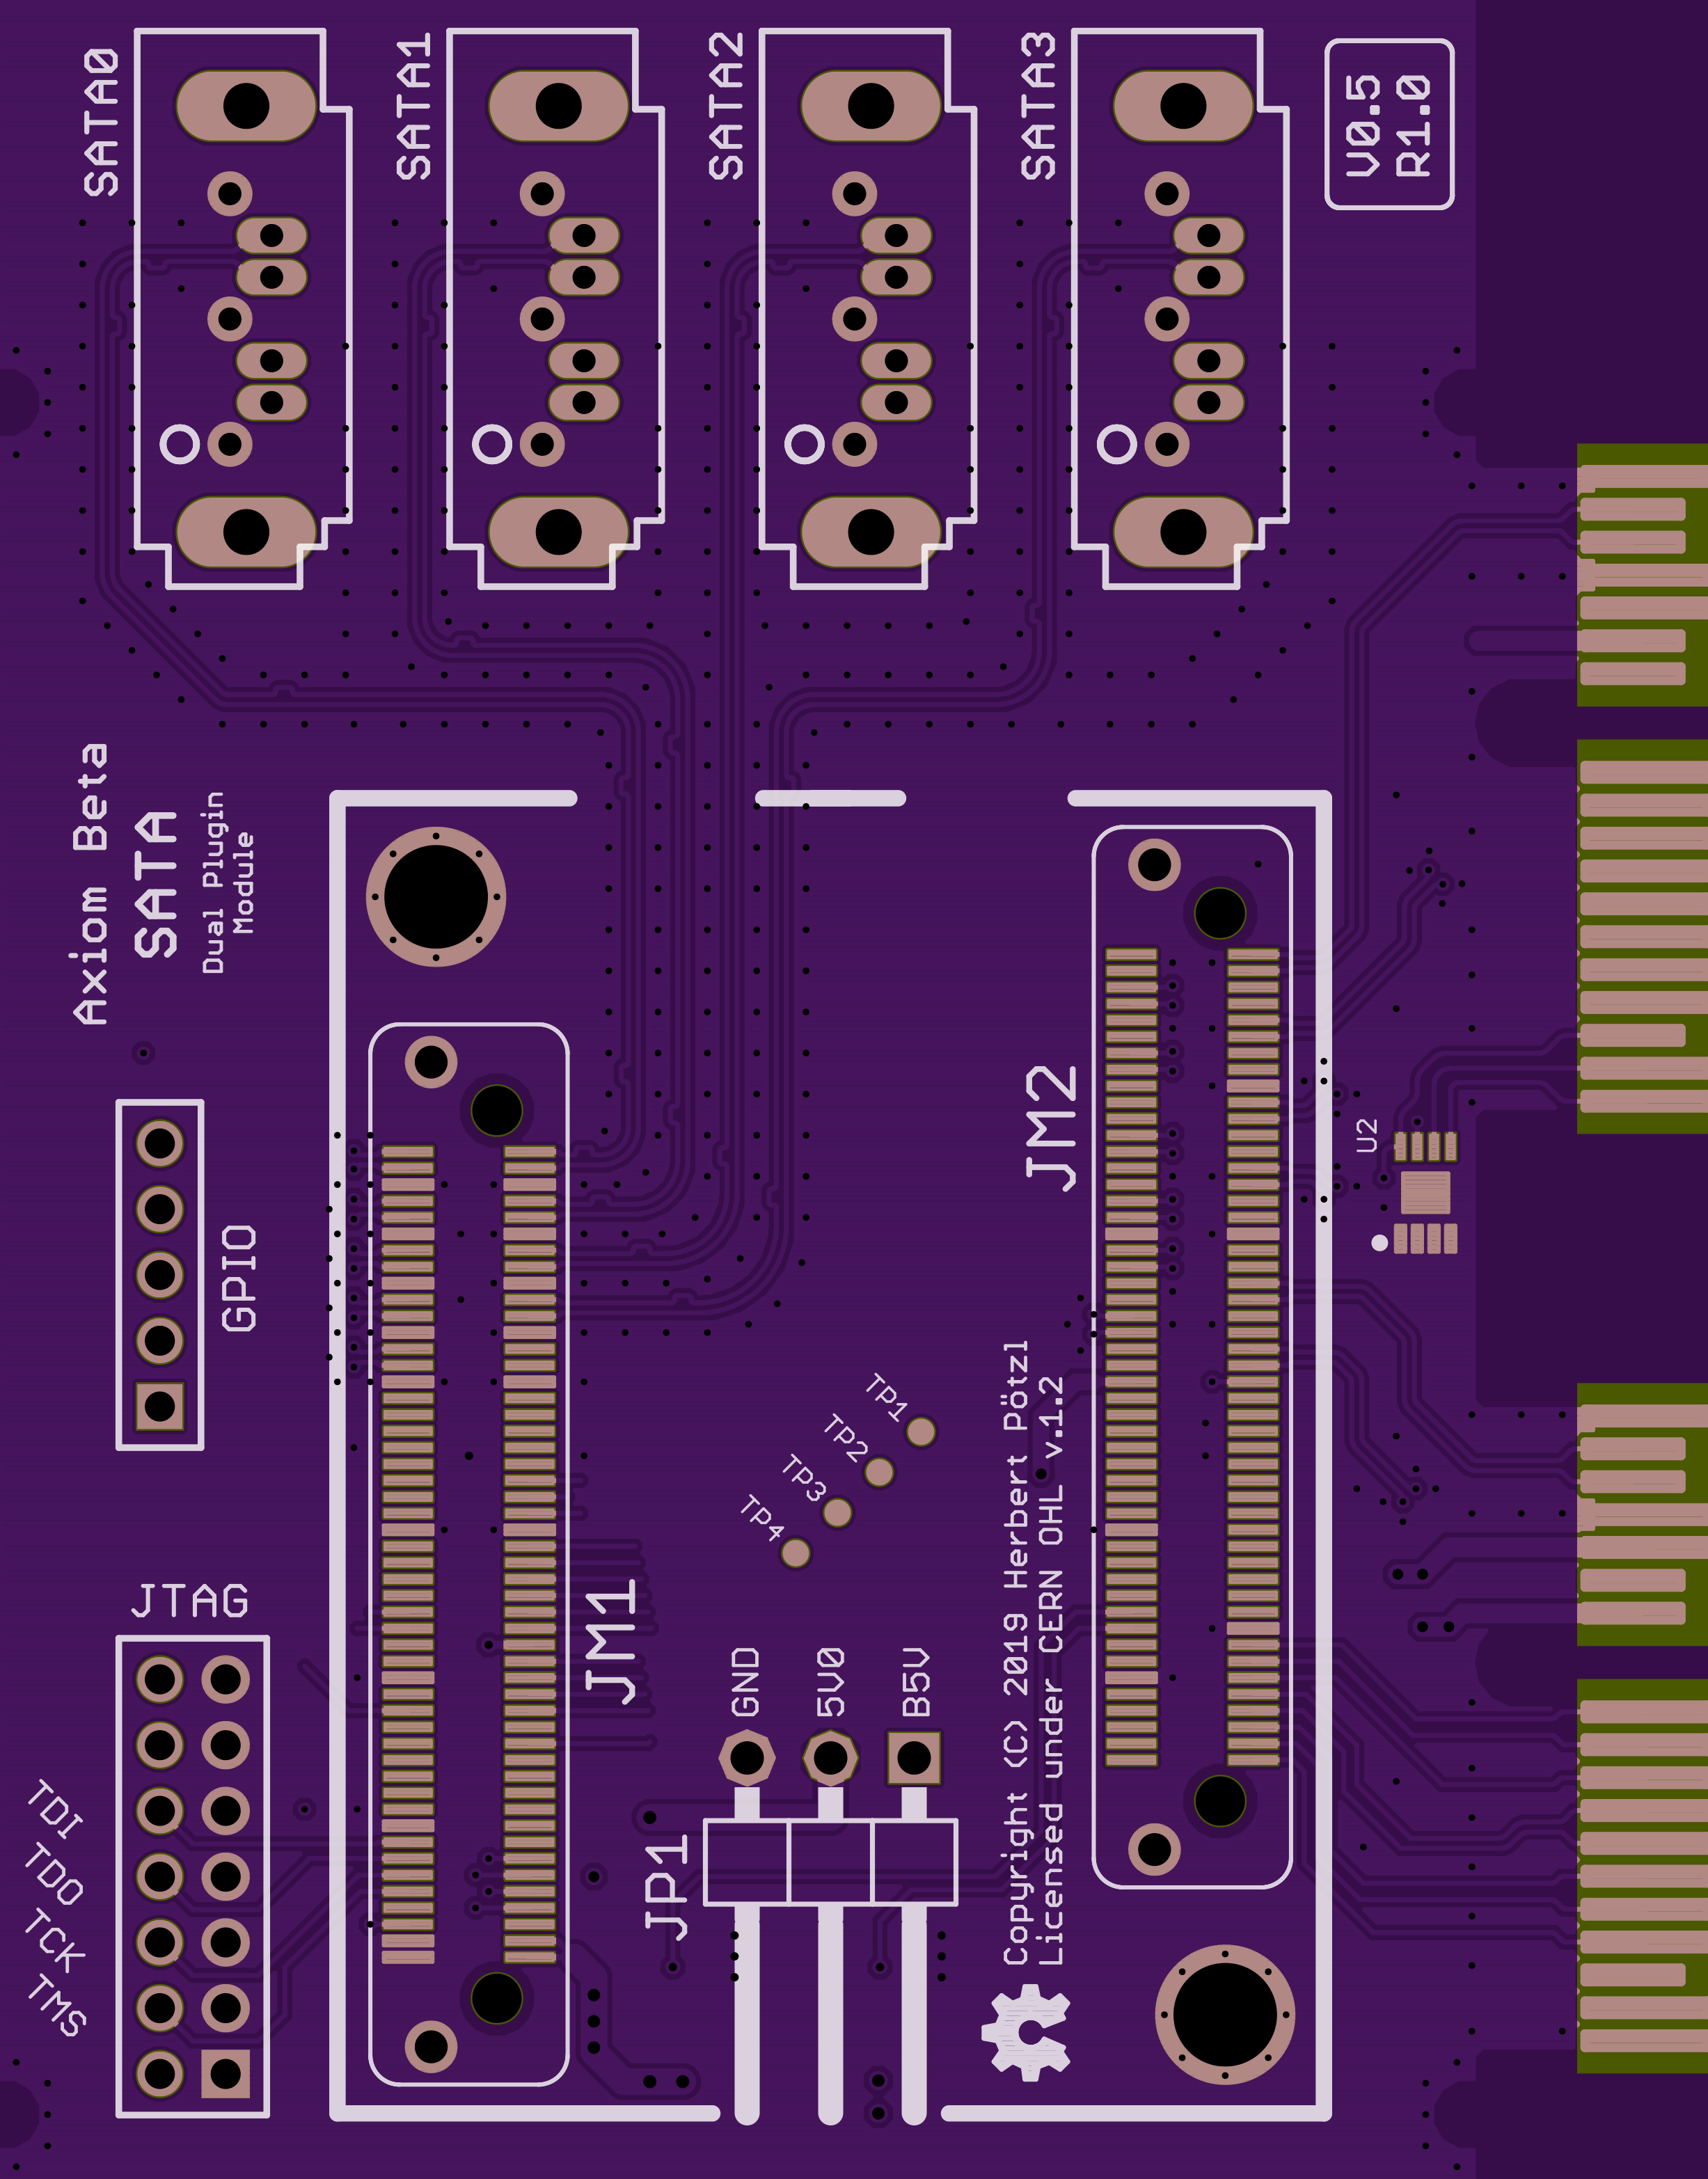 SATA0
SATA1
SATA2
SATA3
V0.5
R1.0
Axiom Beta
SATA
Dual Plugin
Module
GPIO
JM2
U2
TP1
TP2
TP3
TP4
JTAG
JM1
GND
5V0
B5V
TDI
TDO
TCK
TMS
JP1
Copyright (C) 2019 Herbert Pötzl
Licensed under CERN OHL v.1.2